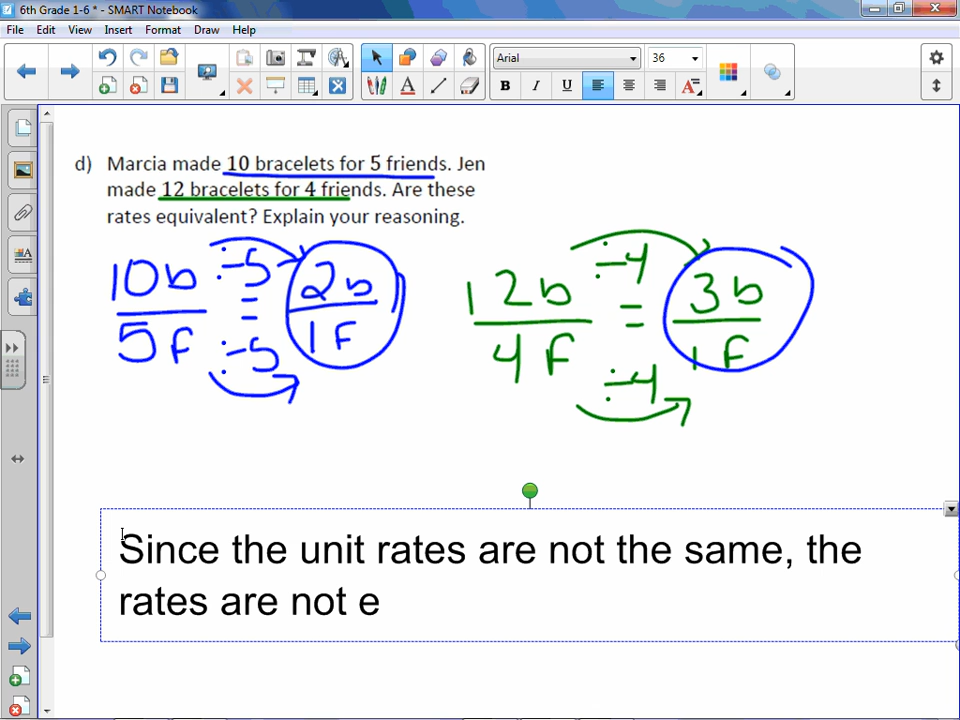 6th Grade 1-6 * - SMART Notebook
File Edit View Insert Format Draw Help
Arial 36
B I U A
d) Marcia made 10 bracelets for 5 friends. Jen
made 12 bracelets for 4 friends. Are these
rates equivalent? Explain your reasoning.
10b ÷5 = 2b
5F ÷5 1F
12b ÷4 = 3b
4F ÷4 1F
Since the unit rates are not the same, the
rates are not e